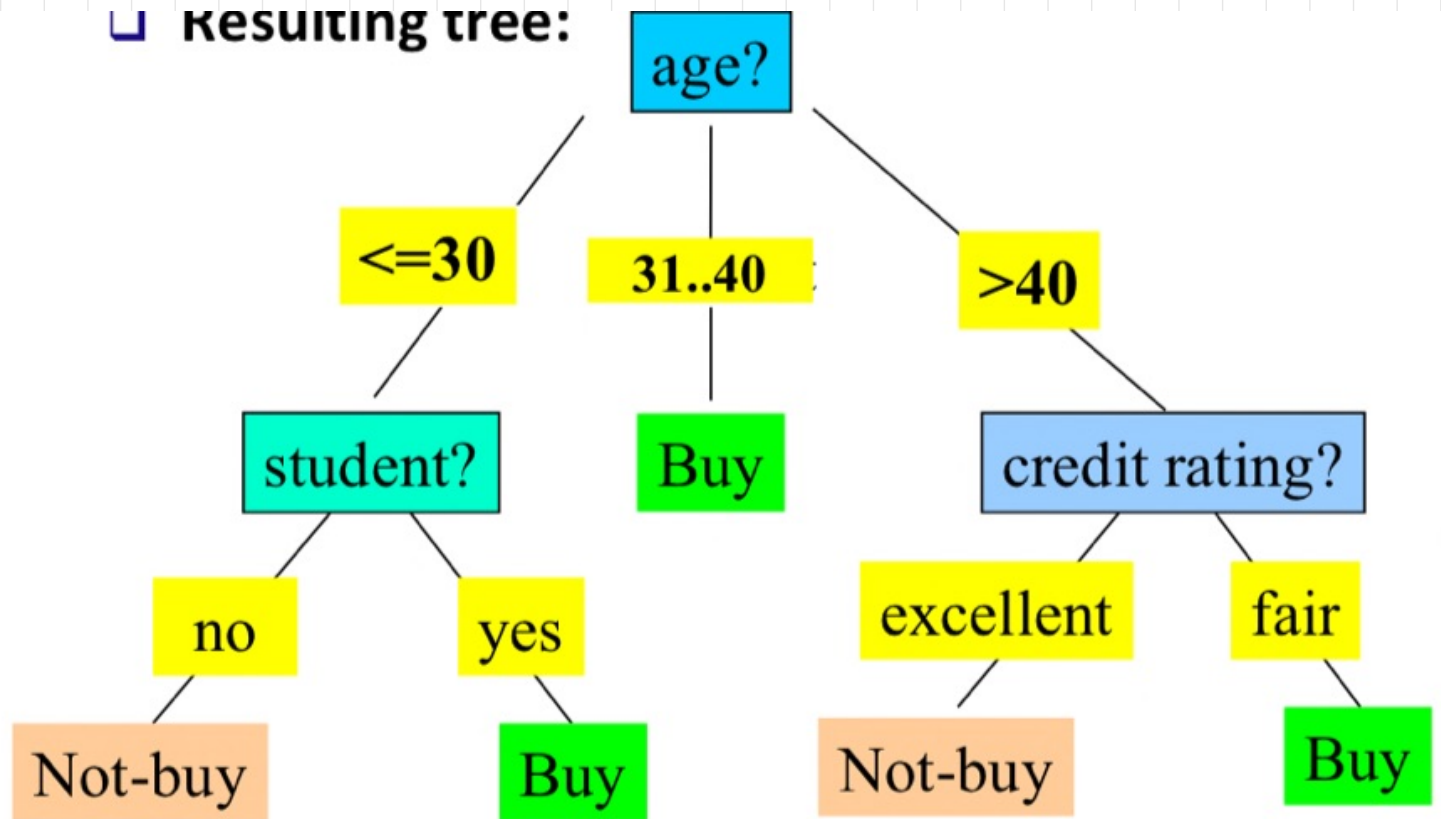 ❑ Resulting tree:
age?
<=30
31..40
>40
student?
Buy
credit rating?
no
yes
excellent
fair
Not-buy
Buy
Not-buy
Buy